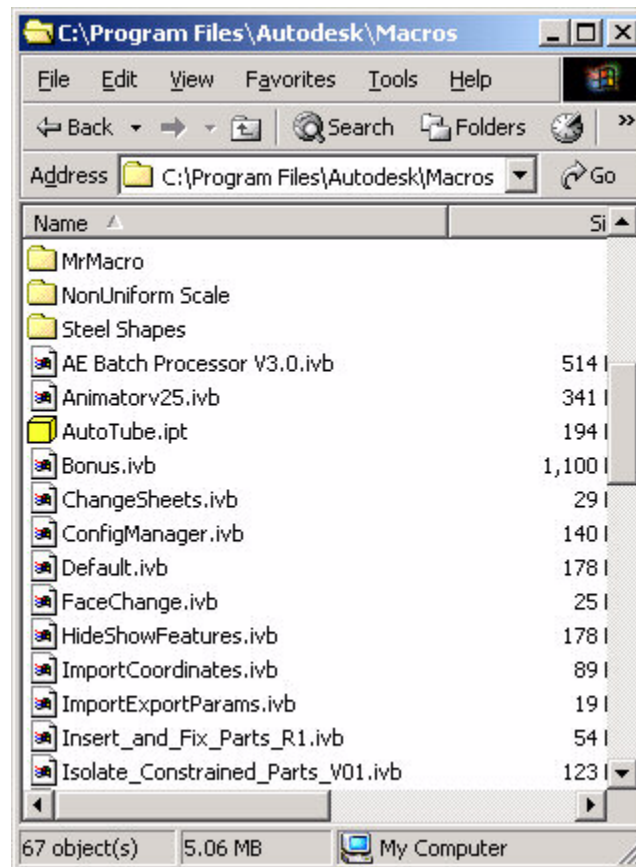 C:\Program Files\Autodesk\Macros
File Edit View Favorites Tools Help
Back Search Folders »
Address C:\Program Files\Autodesk\Macros Go
Name Si
MrMacro
NonUniform Scale
Steel Shapes
AE Batch Processor V3.0.ivb 514
Animatorv25.ivb 341
AutoTube.ipt 194
Bonus.ivb 1,100
ChangeSheets.ivb 29
ConfigManager.ivb 140
Default.ivb 178
FaceChange.ivb 25
HideShowFeatures.ivb 178
ImportCoordinates.ivb 89
ImportExportParams.ivb 19
Insert_and_Fix_Parts_R1.ivb 54
Isolate_Constrained_Parts_V01.ivb 123
67 object(s) 5.06 MB My Computer